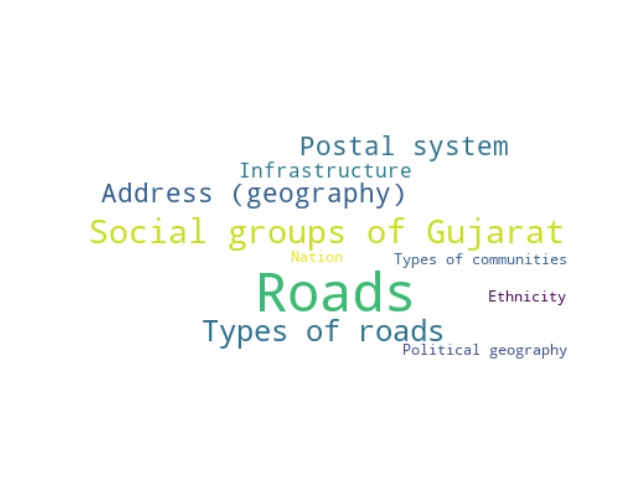 Postal system
Infrastructure
Address (geography)
Social groups of Gujarat
Nation
Types of communities
Roads
Ethnicity
Types of roads
Political geography